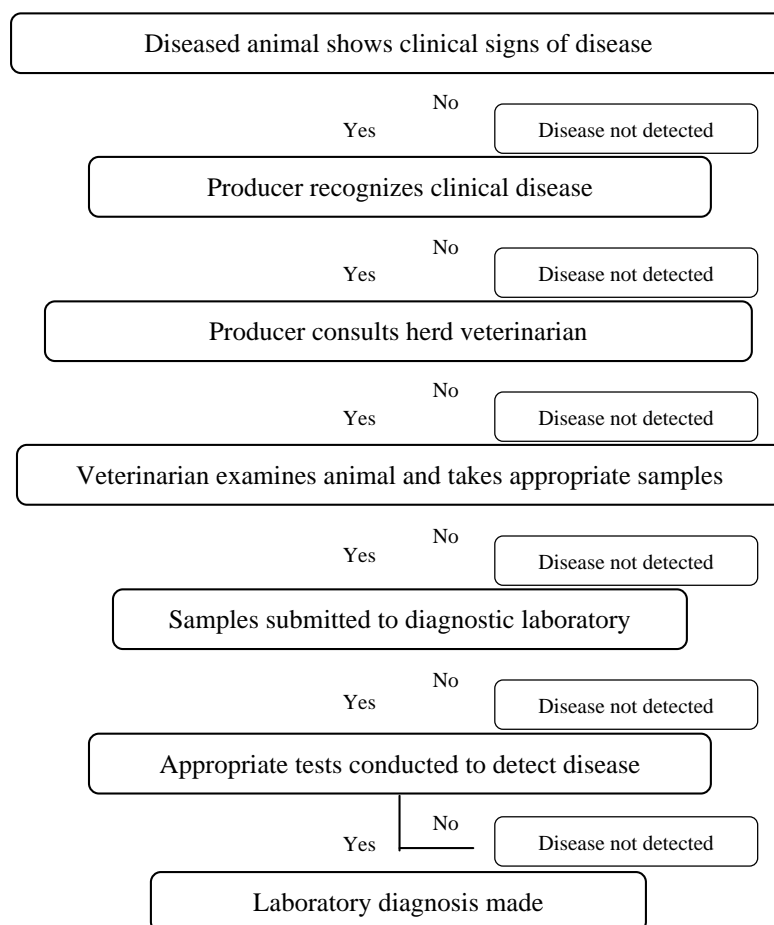 Diseased animal shows clinical signs of disease
No
Yes
Disease not detected
Producer recognizes clinical disease
No
Yes
Disease not detected
Producer consults herd veterinarian
No
Yes
Disease not detected
Veterinarian examines animal and takes appropriate samples
No
Yes
Disease not detected
Samples submitted to diagnostic laboratory
No
Yes
Disease not detected
Appropriate tests conducted to detect disease
No
Yes
Disease not detected
Laboratory diagnosis made